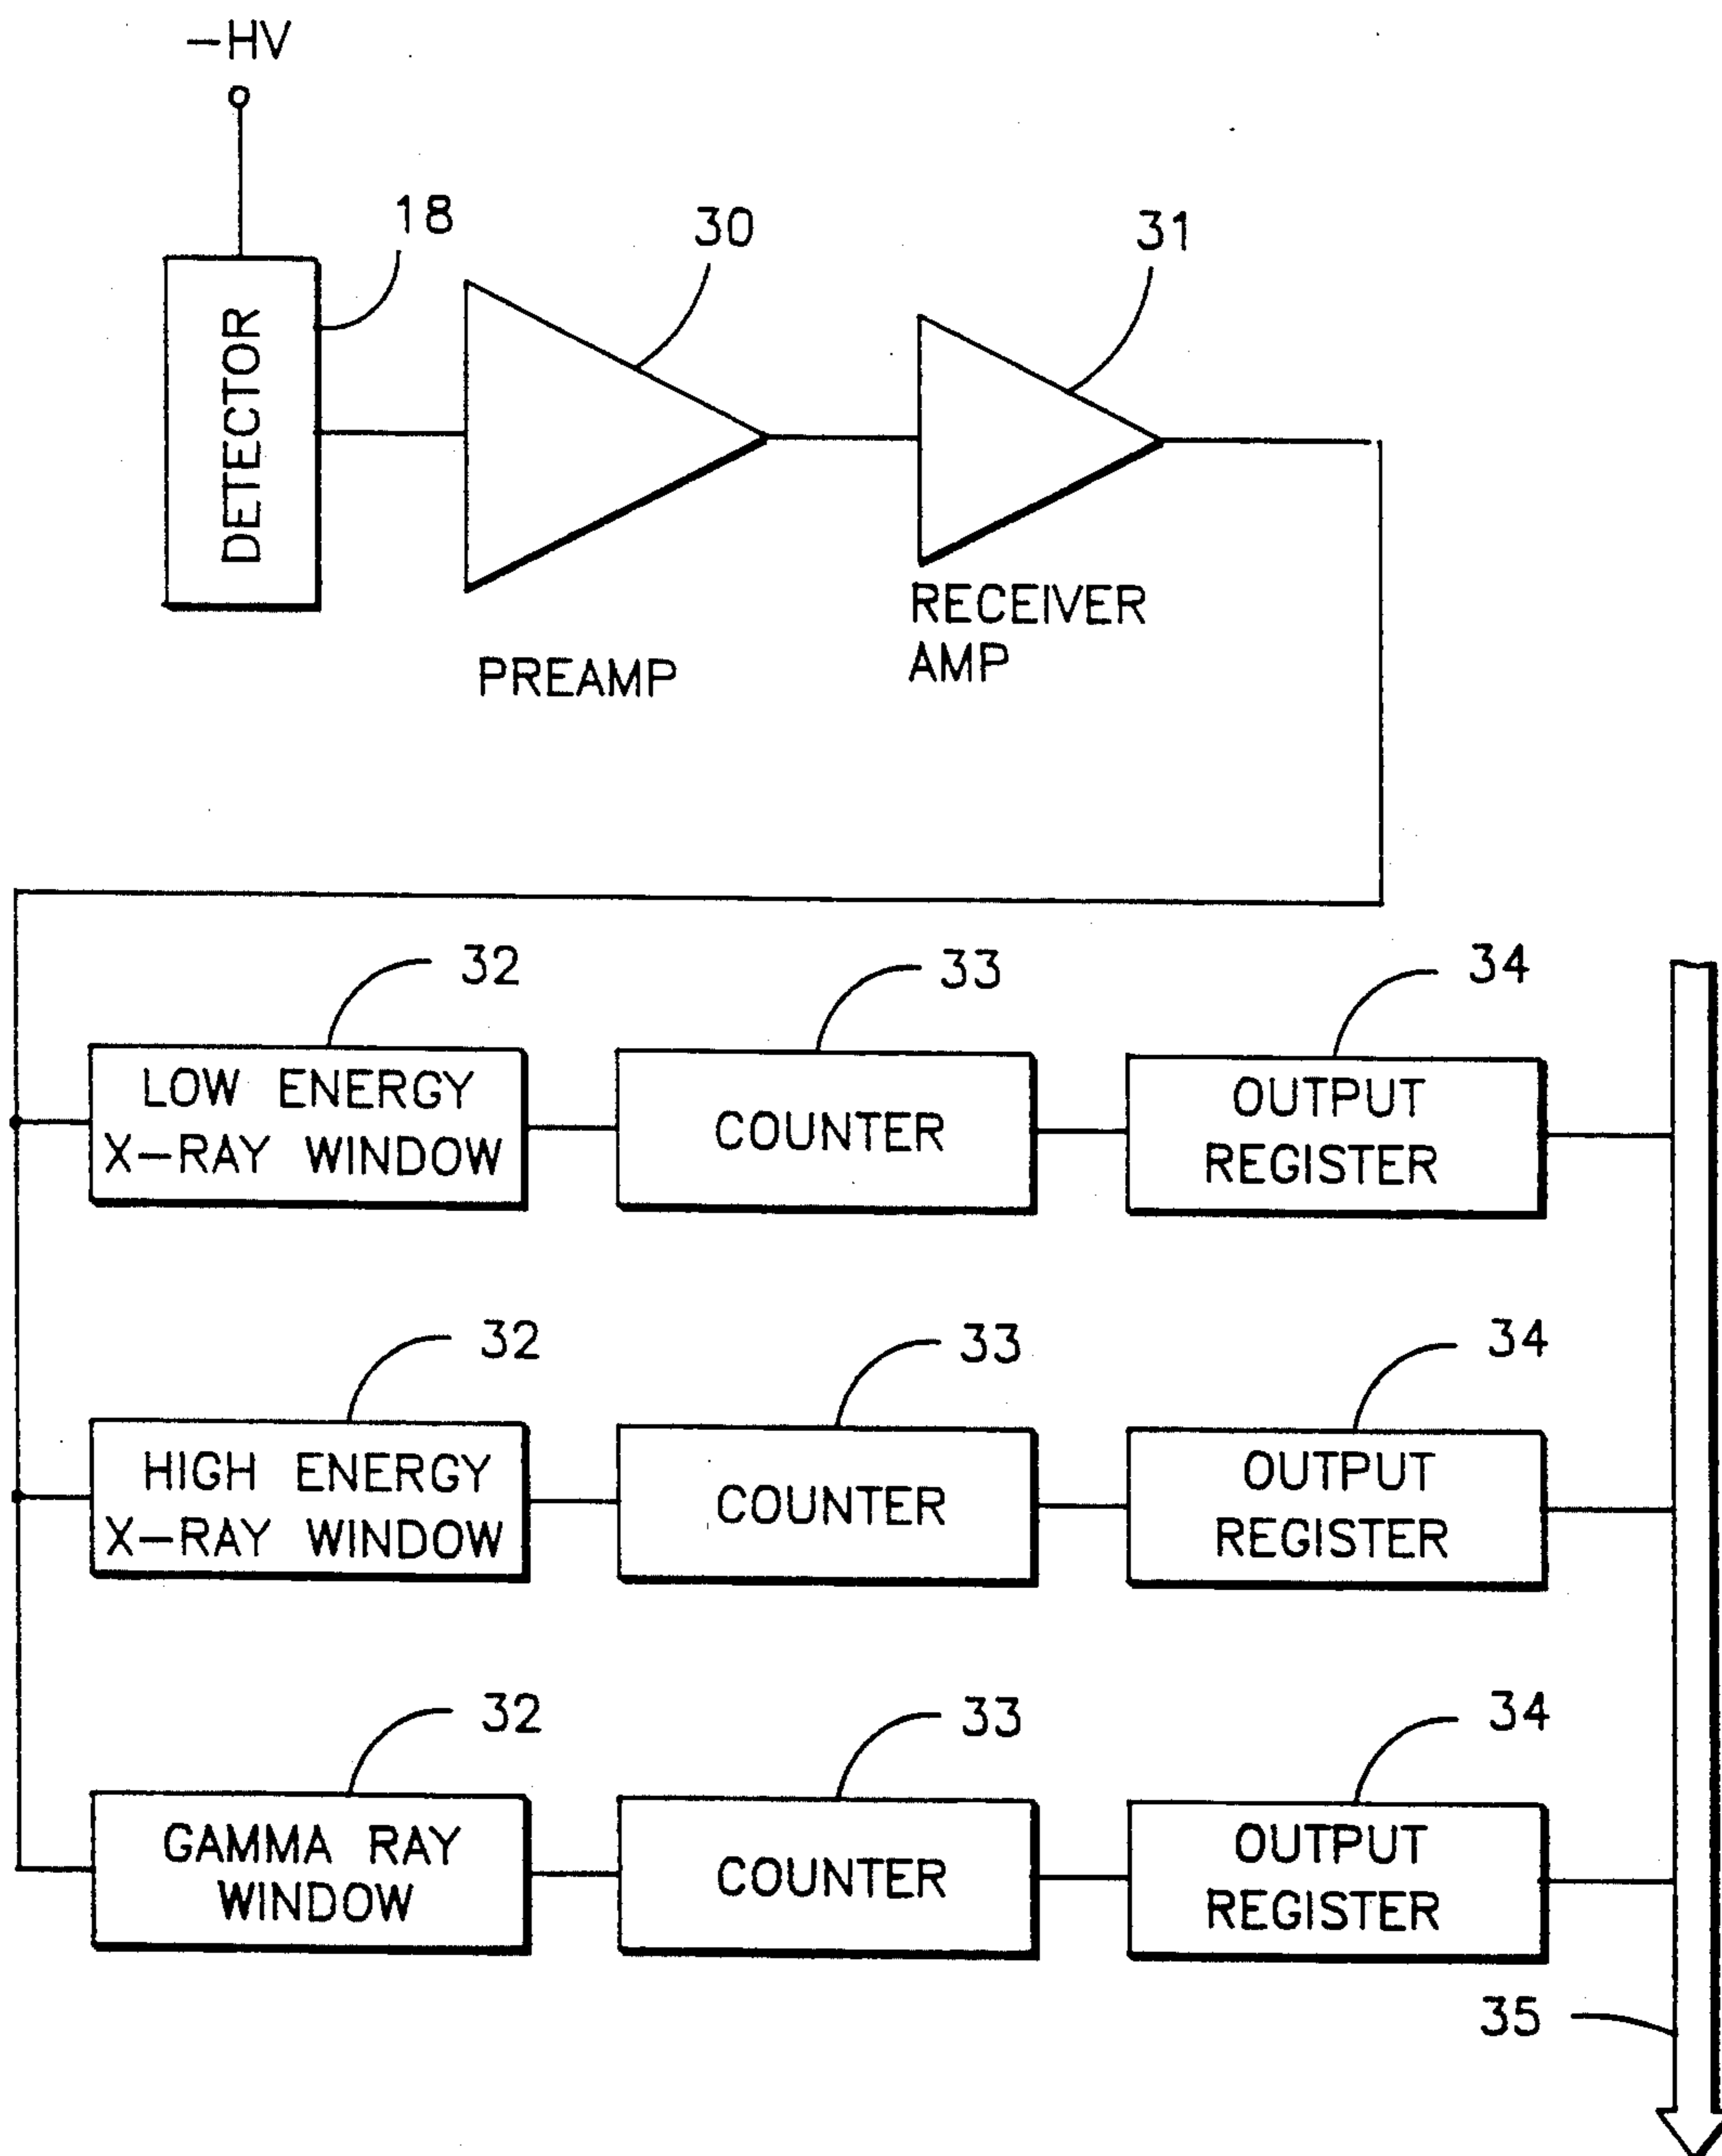 -HV
18
30
31
DETECTOR
RECEIVER
AMP
PREAMP
32
33
34
LOW ENERGY
X-RAY WINDOW
COUNTER
OUTPUT
REGISTER
32
33
34
HIGH ENERGY
X-RAY WINDOW
COUNTER
OUTPUT
REGISTER
32
33
34
GAMMA RAY
WINDOW
COUNTER
OUTPUT
REGISTER
35